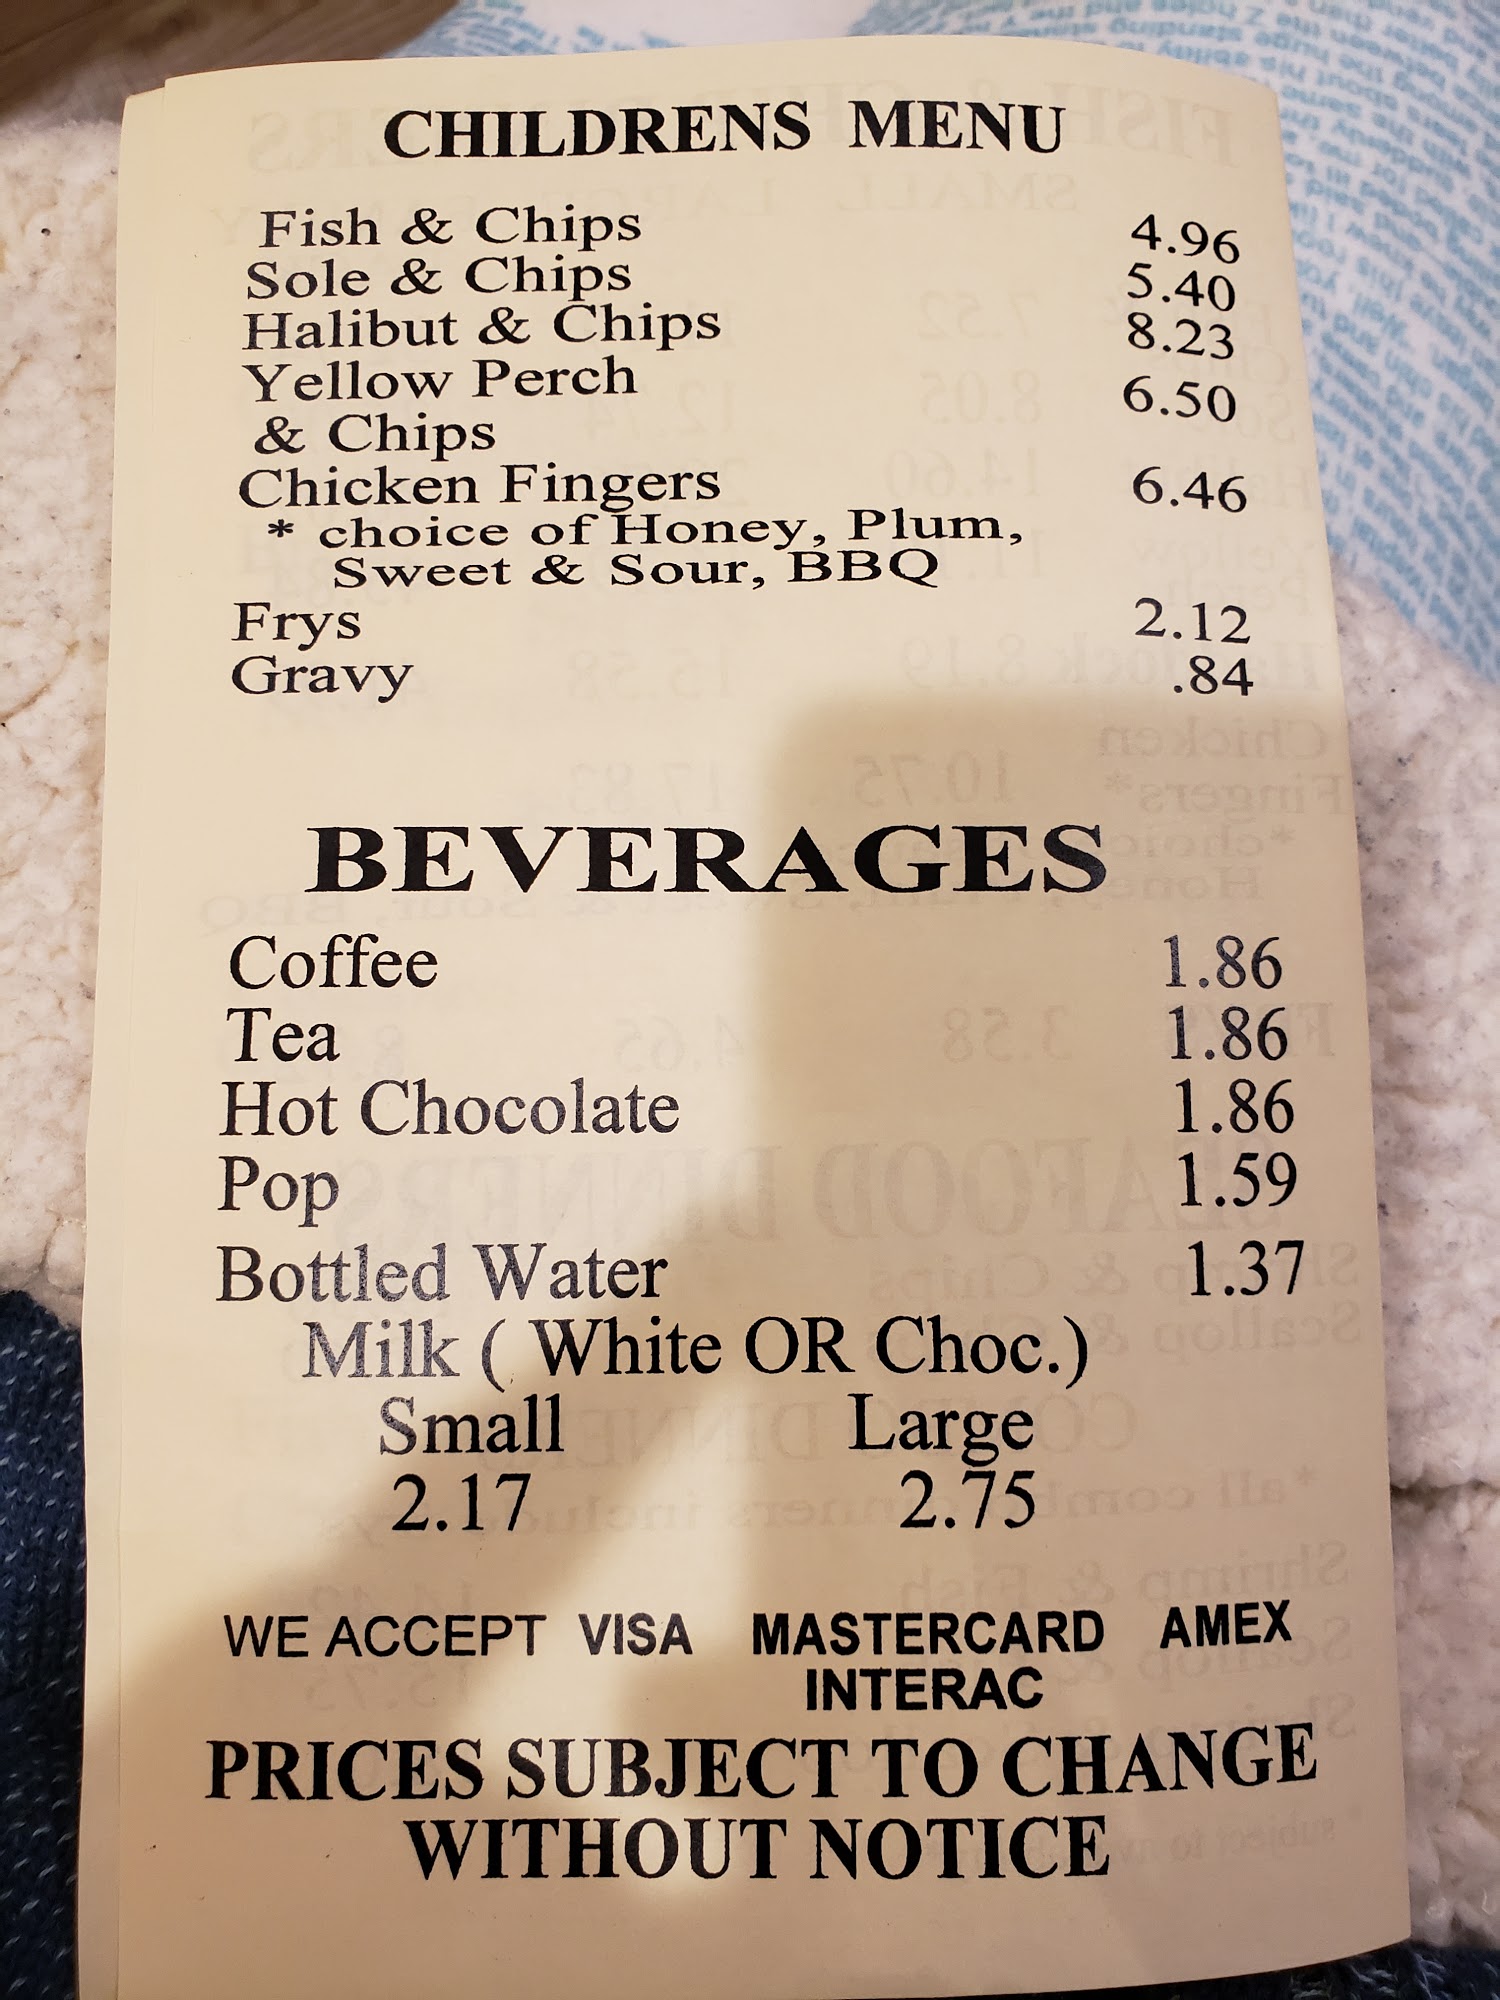 CHILDRENS MENU
Fish & Chips 4.96
Sole & Chips 5.40
Halibut & Chips 8.23
Yellow Perch 6.50
& Chips
Chicken Fingers 6.46
* choice of Honey, Plum,
Sweet & Sour, BBQ
Frys 2.12
Gravy .84
BEVERAGES
Coffee 1.86
Tea 1.86
Hot Chocolate 1.86
Pop 1.59
Bottled Water 1.37
Milk ( White OR Choc.)
Small Large
2.17 2.75
WE ACCEPT VISA MASTERCARD AMEX
INTERAC
PRICES SUBJECT TO CHANGE
WITHOUT NOTICE